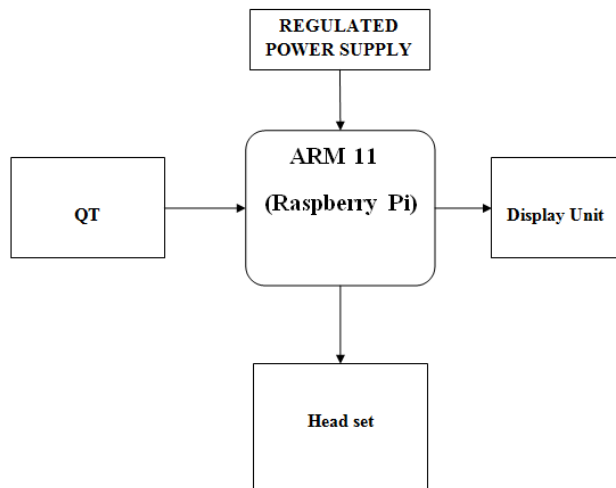 REGULATED
POWER SUPPLY
ARM 11
(Raspberry Pi)
QT
Display Unit
Head set